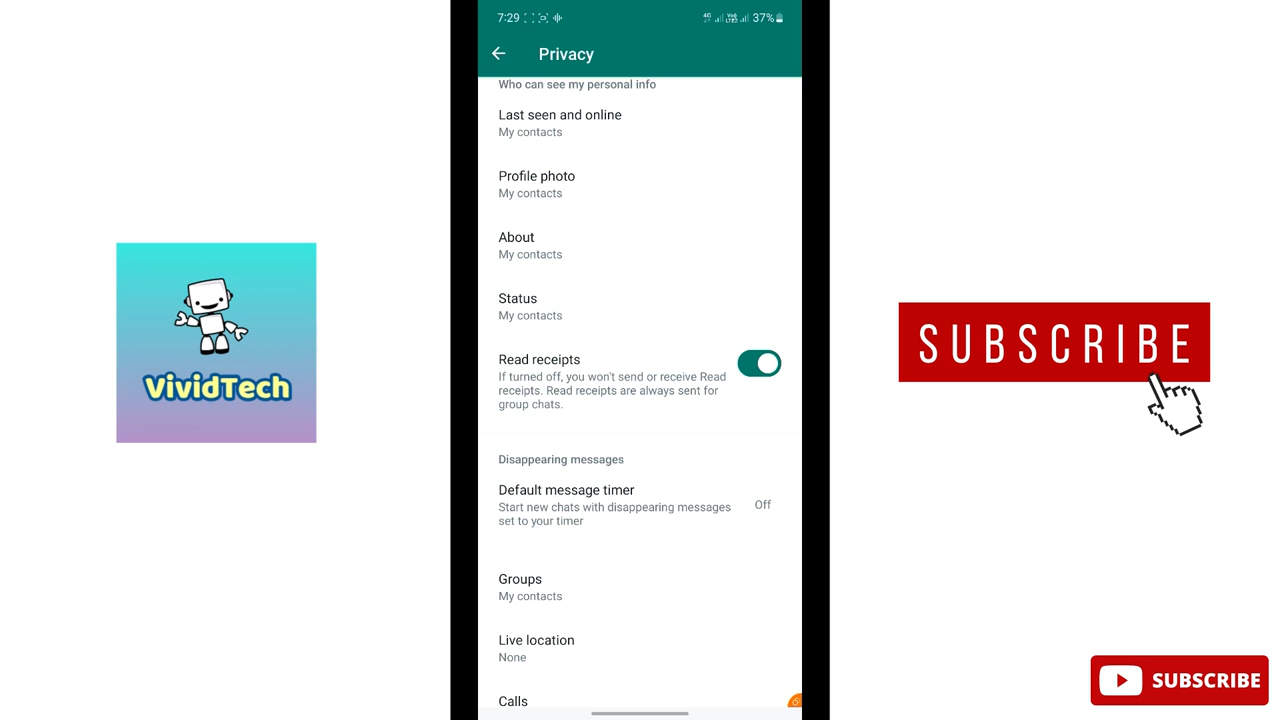 7:29
4G
LTE2
37%
Privacy
Who can see my personal info
Last seen and online
My contacts
Profile photo
My contacts
About
My contacts
Status
My contacts
Read receipts
If turned off, you won't send or receive Read
receipts. Read receipts are always sent for
group chats.
Disappearing messages
Default message timer
Start new chats with disappearing messages
set to your timer
Off
Groups
My contacts
Live location
None
Calls
VividTech
SUBSCRIBE
SUBSCRIBE